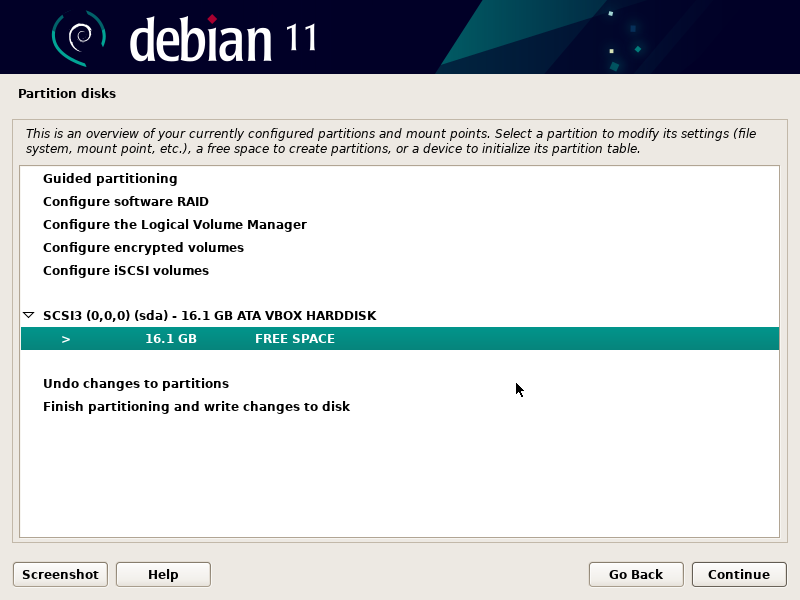 debian 11
Partition disks
This is an overview of your currently configured partitions and mount points. Select a partition to modify its settings (file
system, mount point, etc.), a free space to create partitions, or a device to initialize its partition table.
Guided partitioning
Configure software RAID
Configure the Logical Volume Manager
Configure encrypted volumes
Configure iSCSI volumes
SCSI3 (0,0,0) (sda) - 16.1 GB ATA VBOX HARDDISK
> 16.1 GB FREE SPACE
Undo changes to partitions
Finish partitioning and write changes to disk
Screenshot Help Go Back Continue